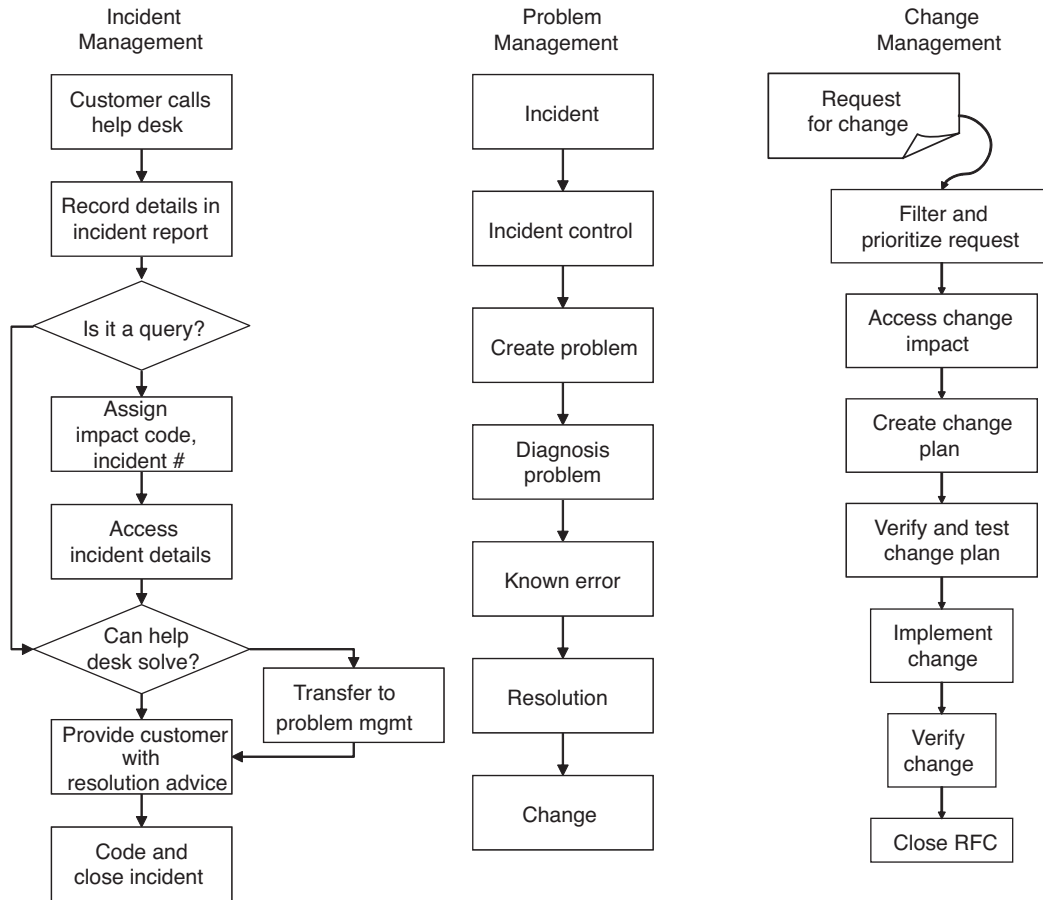 Incident
Management
Customer calls
help desk
Record details in
incident report
Is it a query?
Assign
impact code,
incident #
Access
incident details
Can help
desk solve?
Transfer to
problem mgmt
Provide customer
with
resolution advice
Code and
close incident
Problem
Management
Incident
Incident control
Create problem
Diagnosis
problem
Known error
Resolution
Change
Change
Management
Request
for change
Filter and
prioritize request
Access change
impact
Create change
plan
Verify and test
change plan
Implement
change
Verify
change
Close RFC